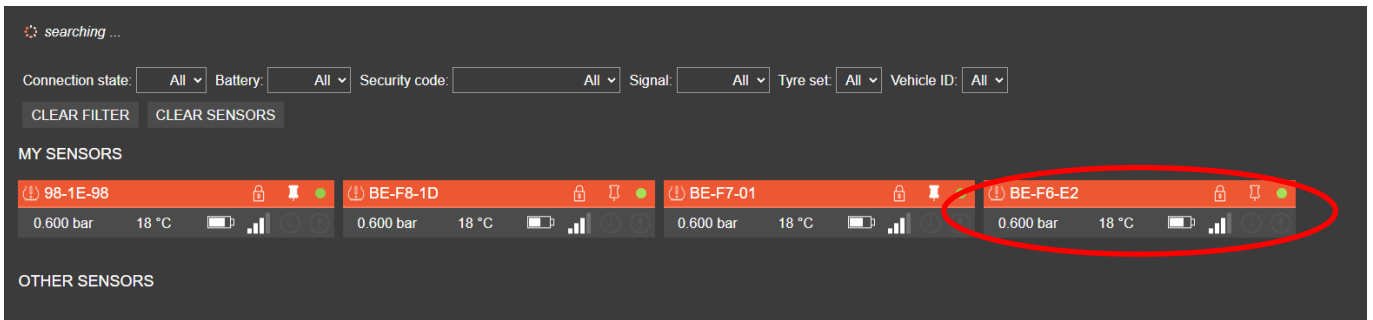 searching ...
Connection state: All Battery: All Security code: All Signal: All Tyre set: All Vehicle ID: All
CLEAR FILTER CLEAR SENSORS
MY SENSORS
98-1E-98 BE-F8-1D BE-F7-01 BE-F6-E2
0.600 bar 18 °C 0.600 bar 18 °C 0.600 bar 18 °C 0.600 bar 18 °C
OTHER SENSORS